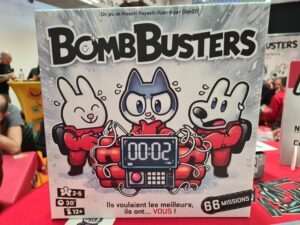 Un jeu de Hisashi Hayashi illustré par Dom2D
BOMBBUSTERS
00:02
2-5
30'
12+
Ils voulaient les meilleurs,
ils ont... VOUS !
66 MISSIONS